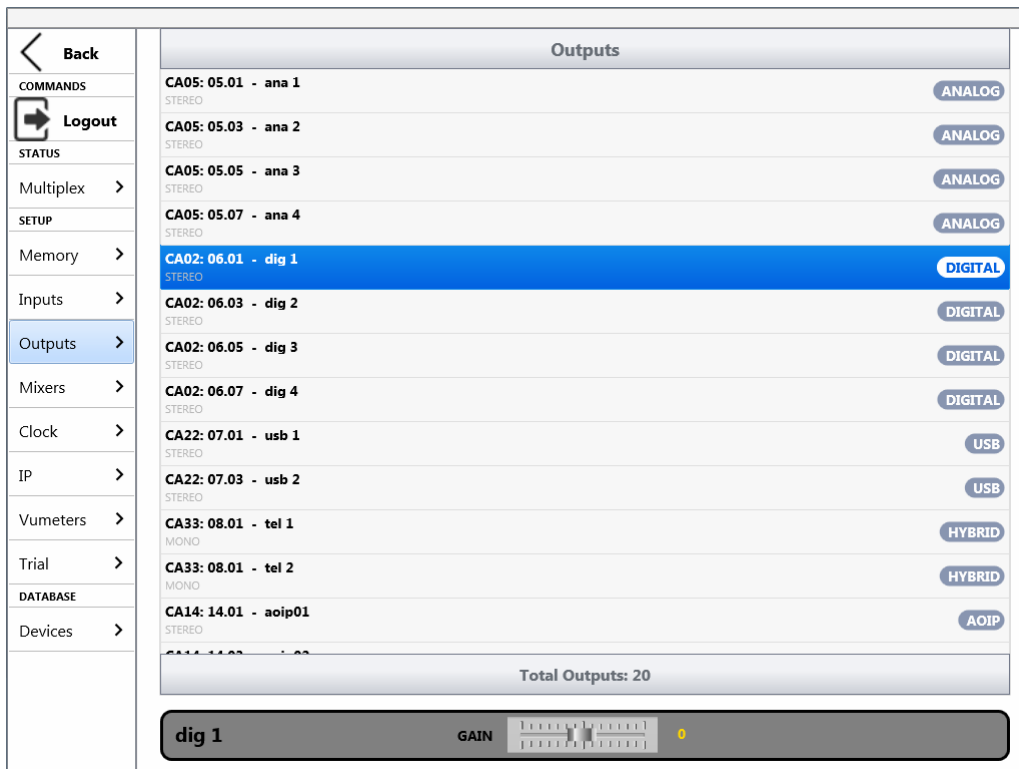 Back
COMMANDS
Logout
STATUS
Multiplex
SETUP
Memory
Inputs
Outputs
Mixers
Clock
IP
Vumeters
Trial
DATABASE
Devices
Outputs
CA05: 05.01 - ana 1
STEREO
ANALOG
CA05: 05.03 - ana 2
STEREO
ANALOG
CA05: 05.05 - ana 3
STEREO
ANALOG
CA05: 05.07 - ana 4
STEREO
ANALOG
CA02: 06.01 - dig 1
STEREO
DIGITAL
CA02: 06.03 - dig 2
STEREO
DIGITAL
CA02: 06.05 - dig 3
STEREO
DIGITAL
CA02: 06.07 - dig 4
STEREO
DIGITAL
CA22: 07.01 - usb 1
STEREO
USB
CA22: 07.03 - usb 2
STEREO
USB
CA33: 08.01 - tel 1
MONO
HYBRID
CA33: 08.01 - tel 2
MONO
HYBRID
CA14: 14.01 - aoip01
STEREO
AOIP
Total Outputs: 20
dig 1
GAIN
0